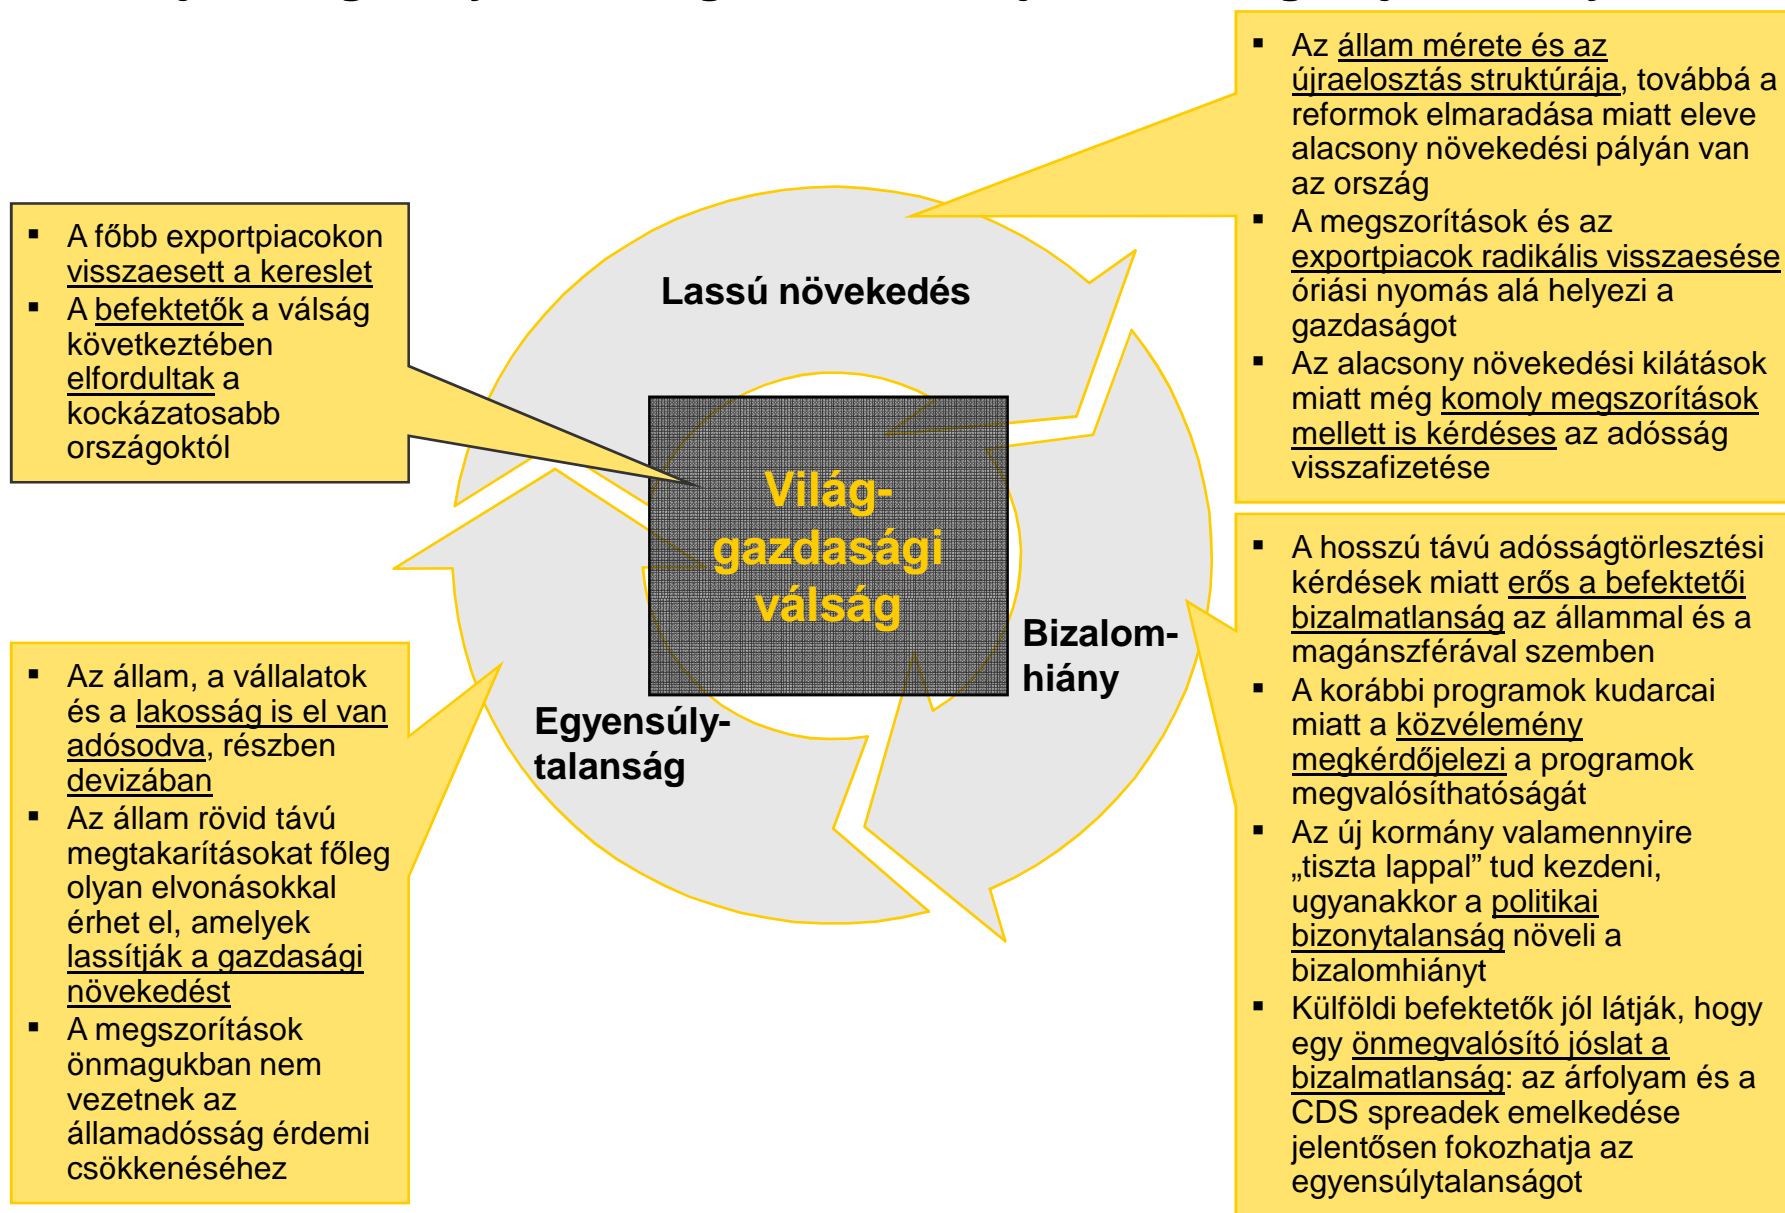 A főbb exportpiacokon
visszaesett a kereslet
A befektetők a válság
következtében
elfordultak a
kockázatosabb
országoktól
Lassú növekedés
Világ-
gazdasági
válság
Bizalom-
hiány
Egyensúly-
talanság
Az állam mérete és az
újraelosztás struktúrája, továbbá a
reformok elmaradása miatt eleve
alacsony növekedési pályán van
az ország
A megszorítások és az
exportpiacok radikális visszaesése
óriási nyomás alá helyezi a
gazdaságot
Az alacsony növekedési kilátások
miatt még komoly megszorítások
mellett is kérdéses az adósság
visszafizetése
Az állam, a vállalatok
és a lakosság is el van
adósodva, részben
devizában
Az állam rövid távú
megtakarításokat főleg
olyan elvonásokkal
érhet el, amelyek
lassítják a gazdasági
növekedést
A megszorítások
önmagukban nem
vezetnek az
államadósság érdemi
csökkenéséhez
A hosszú távú adósságtörlesztési
kérdések miatt erős a befektetői
bizalmatlanság az állammal és a
magánszférával szemben
A korábbi programok kudarcai
miatt a közvélemény
megkérdőjelezi a programok
megvalósíthatóságát
Az új kormány valamennyire
„tiszta lappal” tud kezdeni,
ugyanakkor a politikai
bizonytalanság növeli a
bizalomhiányt
Külföldi befektetők jól látják, hogy
egy önmegvalósító jóslat a
bizalmatlanság: az árfolyam és a
CDS spreadek emelkedése
jelentősen fokozhatja az
egyensúlytalanságot